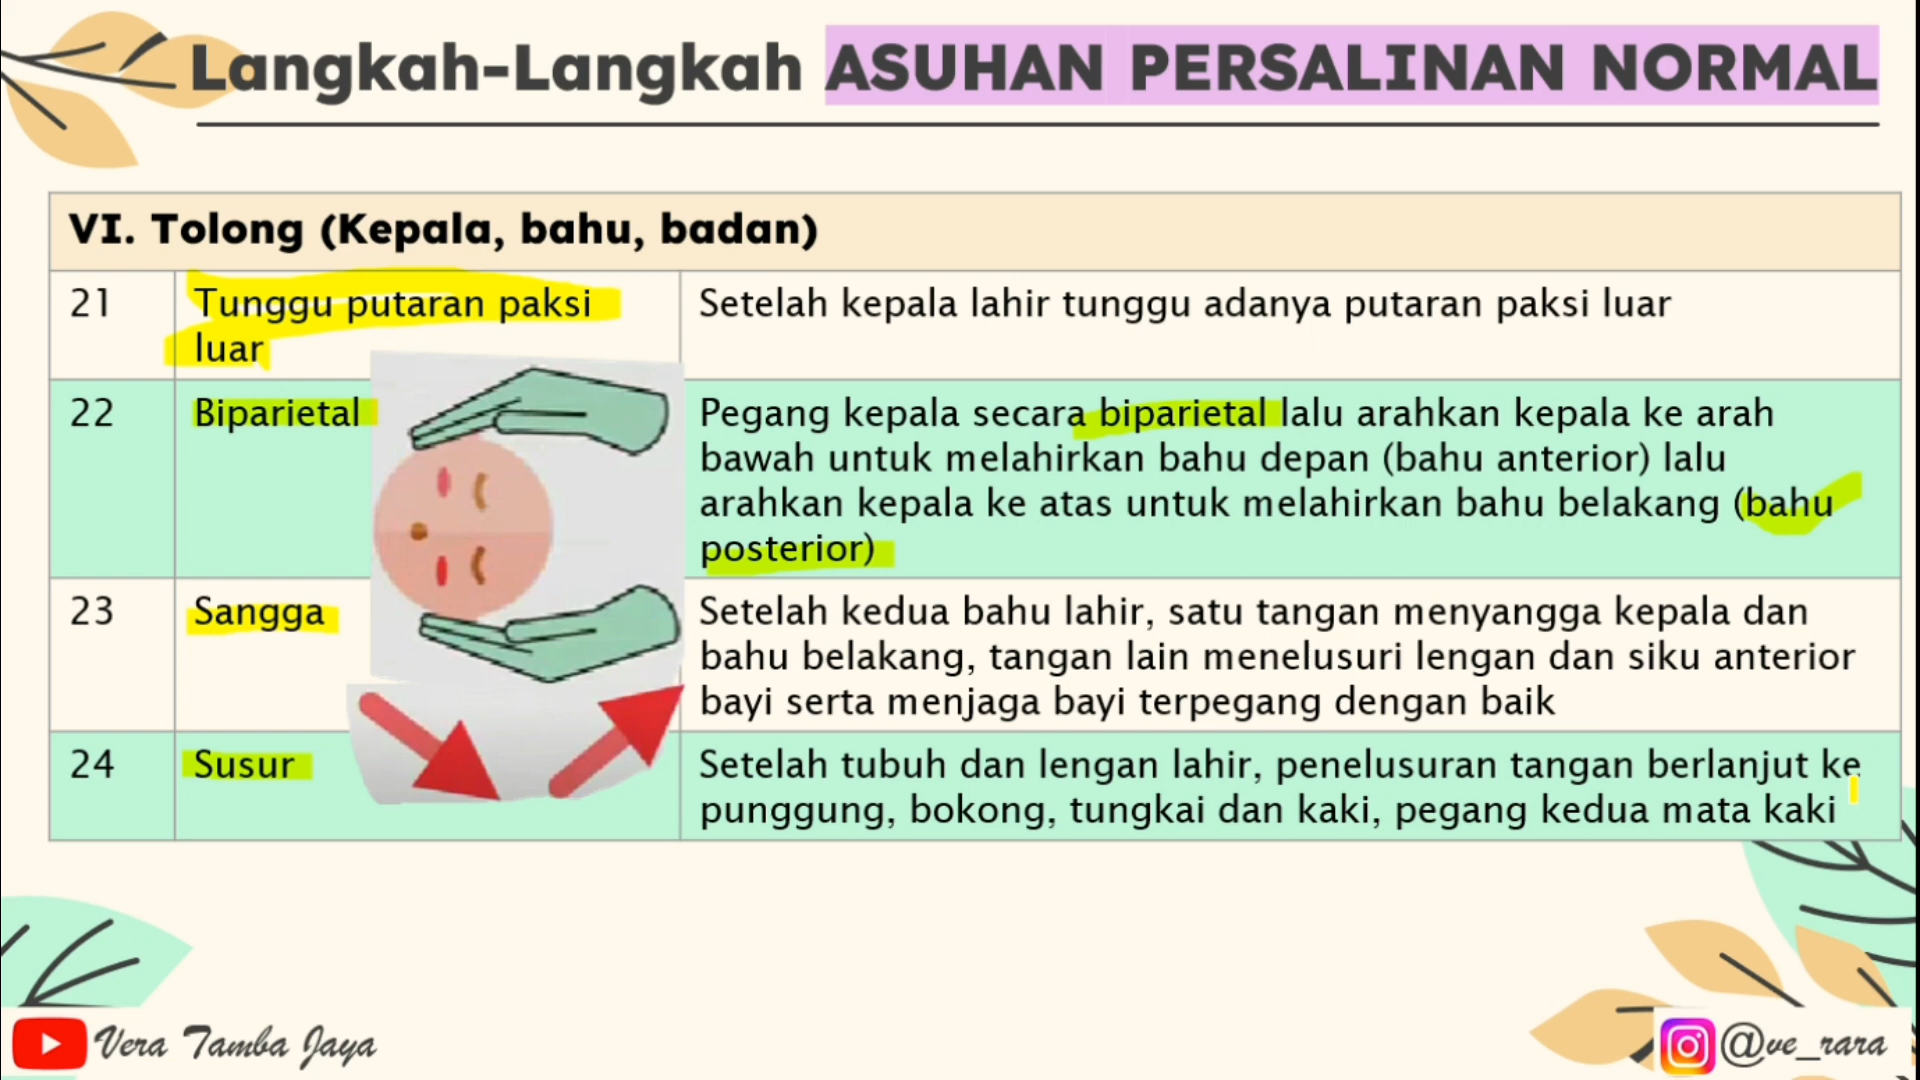 Langkah-Langkah ASUHAN PERSALINAN NORMAL
VI. Tolong (Kepala, bahu, badan)
21
Tunggu putaran paksi
luar
Setelah kepala lahir tunggu adanya putaran paksi luar
22
Biparietal
Pegang kepala secara biparietal lalu arahkan kepala ke arah
bawah untuk melahirkan bahu depan (bahu anterior) lalu
arahkan kepala ke atas untuk melahirkan bahu belakang (bahu
posterior)
23
Sangga
Setelah kedua bahu lahir, satu tangan menyangga kepala dan
bahu belakang, tangan lain menelusuri lengan dan siku anterior
bayi serta menjaga bayi terpegang dengan baik
24
Susur
Setelah tubuh dan lengan lahir, penelusuran tangan berlanjut ke
punggung, bokong, tungkai dan kaki, pegang kedua mata kaki
Vera Tamba Jaya
@ve_rara